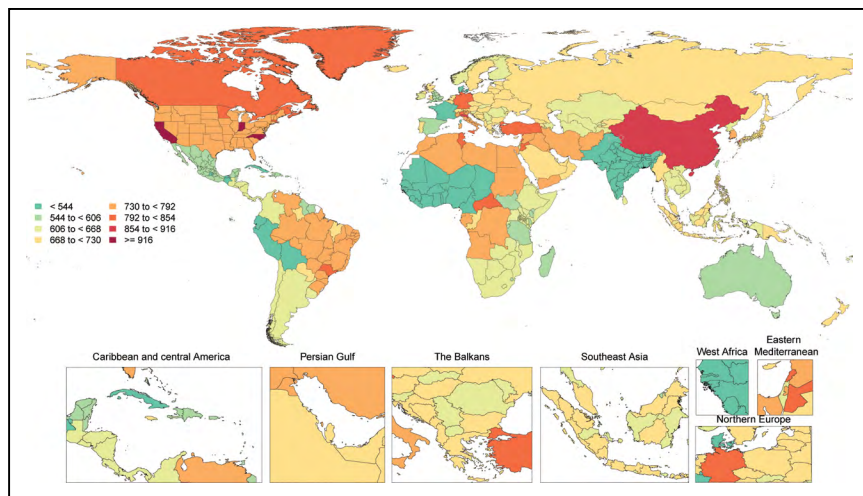 < 544
544 to < 606
606 to < 668
668 to < 730
730 to < 792
792 to < 854
854 to < 916
>= 916
Caribbean and central America
Persian Gulf
The Balkans
Southeast Asia
West Africa
Eastern
Mediterranean
Northern Europe